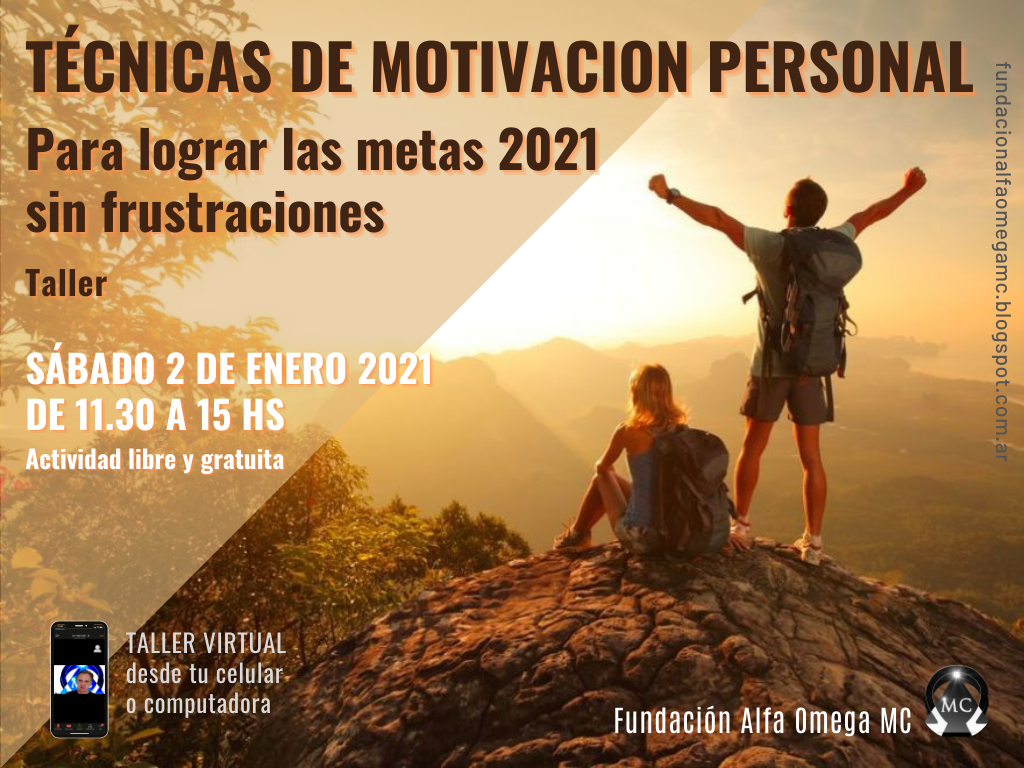 TÉCNICAS DE MOTIVACION PERSONAL
Para lograr las metas 2021
sin frustraciones
Taller
SÁBADO 2 DE ENERO 2021
DE 11.30 A 15 HS
Actividad libre y gratuita
TALLER VIRTUAL
desde tu celular
o computadora
Fundación Alfa Omega MC
MC
fundacionalfaomegamc.blogspot.com.ar